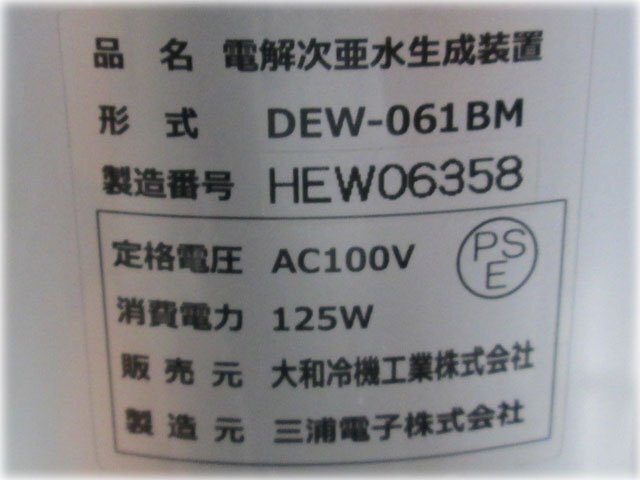 品名 電解次亜水生成装置
形式 DEW-061BM
製造番号 HEW06358
定格電圧 AC100V
PSE
消費電力 125W
販売元 大和冷機工業株式会社
製造元 三浦電子株式会社